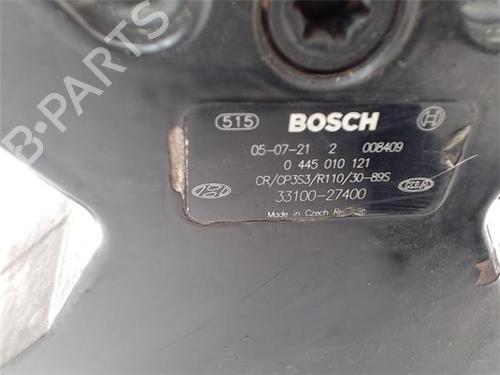 515 BOSCH
05-07-21 2 008409
0 445 010 121
CR/CP3S3/R110/30-89S
33100-27400 KIA
Made in Czech